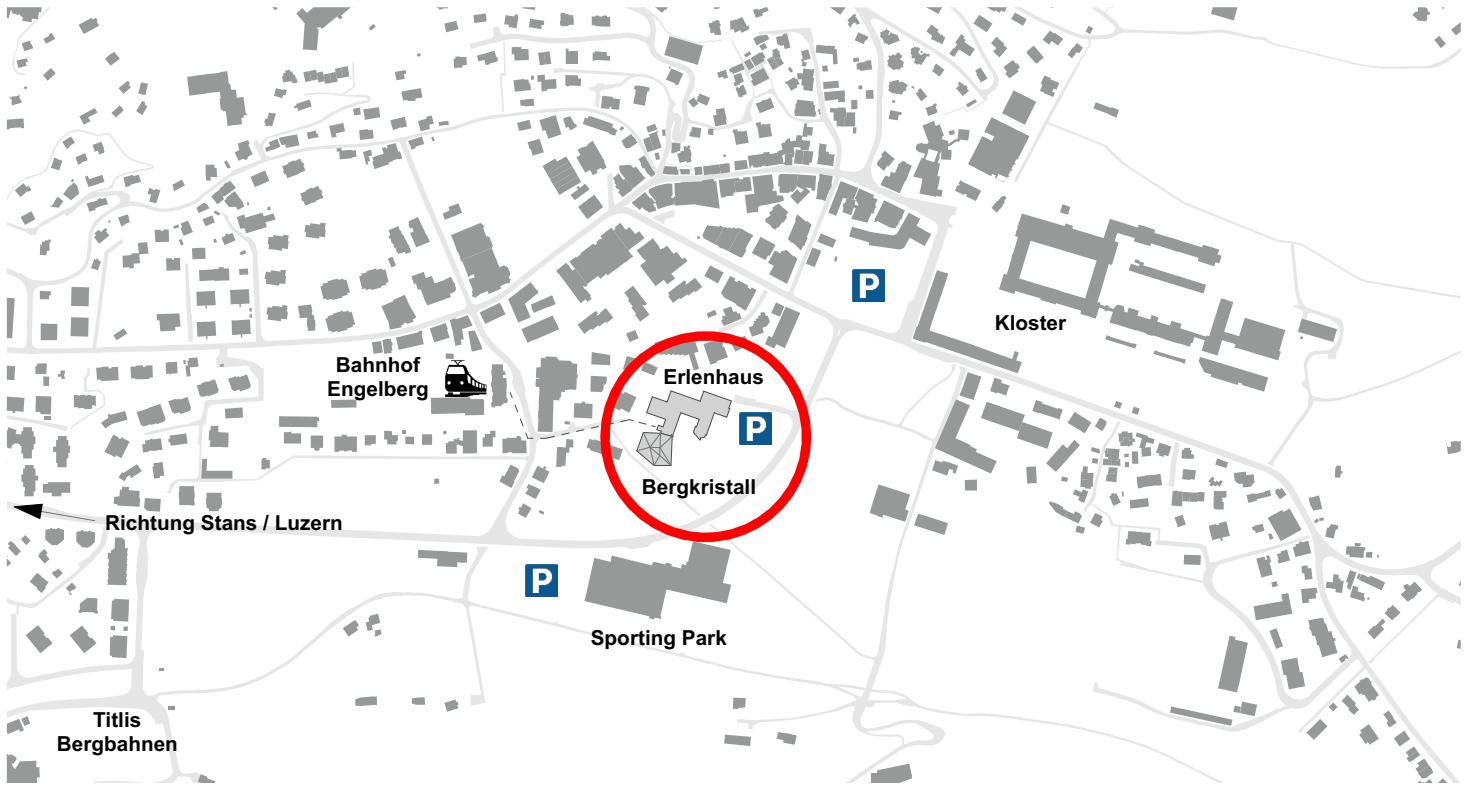 P
Kloster
Bahnhof
Engelberg
Erlenhaus
P
Bergkristall
Richtung Stans / Luzern
P
Sporting Park
Titlis
Bergbahnen